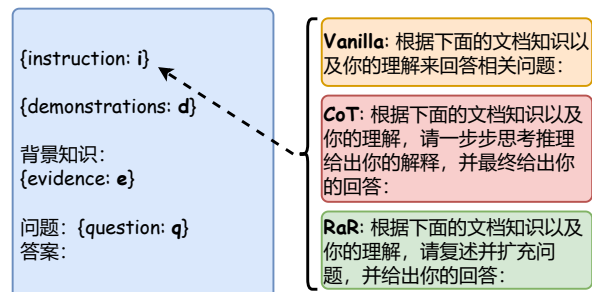 {instruction: i}
{demonstrations: d}
背景知识：
{evidence: e}
问题：{question: q}
答案：
Vanilla: 根据下面的文档知识以
及你的理解来回答相关问题：
CoT: 根据下面的文档知识以及
你的理解，请一步步思考推理
给出你的解释，并最终给出你
的回答：
RaR: 根据下面的文档知识以及
你的理解，请复述并扩充问
题，并给出你的回答：